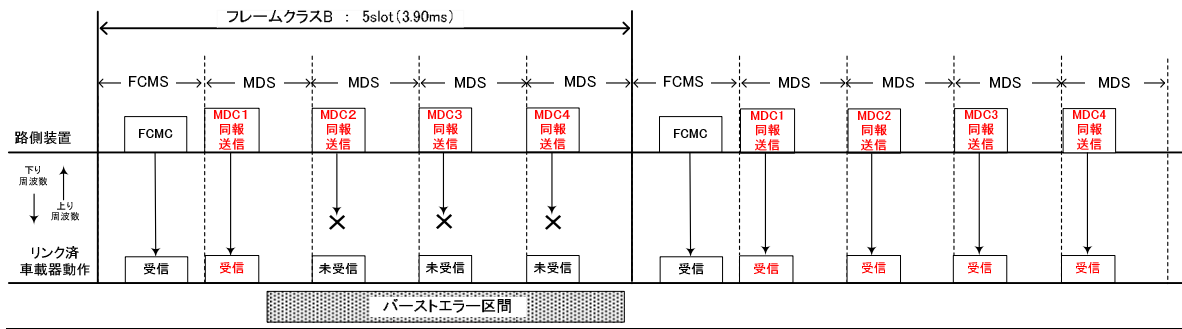 フレームクラスB : 5slot(3.90ms)
FCMS MDS MDS MDS MDS FCMS MDS MDS MDS MDS
路側装置
FCMC
MDC1
同報
送信
MDC2
同報
送信
MDC3
同報
送信
MDC4
同報
送信
FCMC
MDC1
同報
送信
MDC2
同報
送信
MDC3
同報
送信
MDC4
同報
送信
下り
周波数
上り
周波数
リンク済
車載器動作
受信 受信 未受信 未受信 未受信 受信 受信 受信 受信 受信
バーストエラー区間